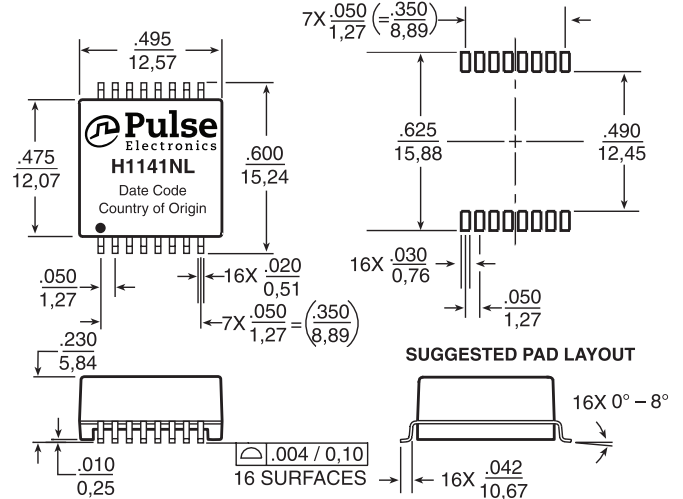 .495
12,57
Pulse
Electronics
H1141NL
Date Code
Country of Origin
.475
12,07
.600
15,24
.050
1,27
16X .020
0,51
7X .050 = (.350)
1,27 8,89
7X .050 (= .350)
1,27 8,89
.625
15,88
.490
12,45
16X .030
0,76
.050
1,27
SUGGESTED PAD LAYOUT
.230
5,84
.010
0,25
.004 / 0,10
16 SURFACES
16X 0° – 8°
16X .042
10,67